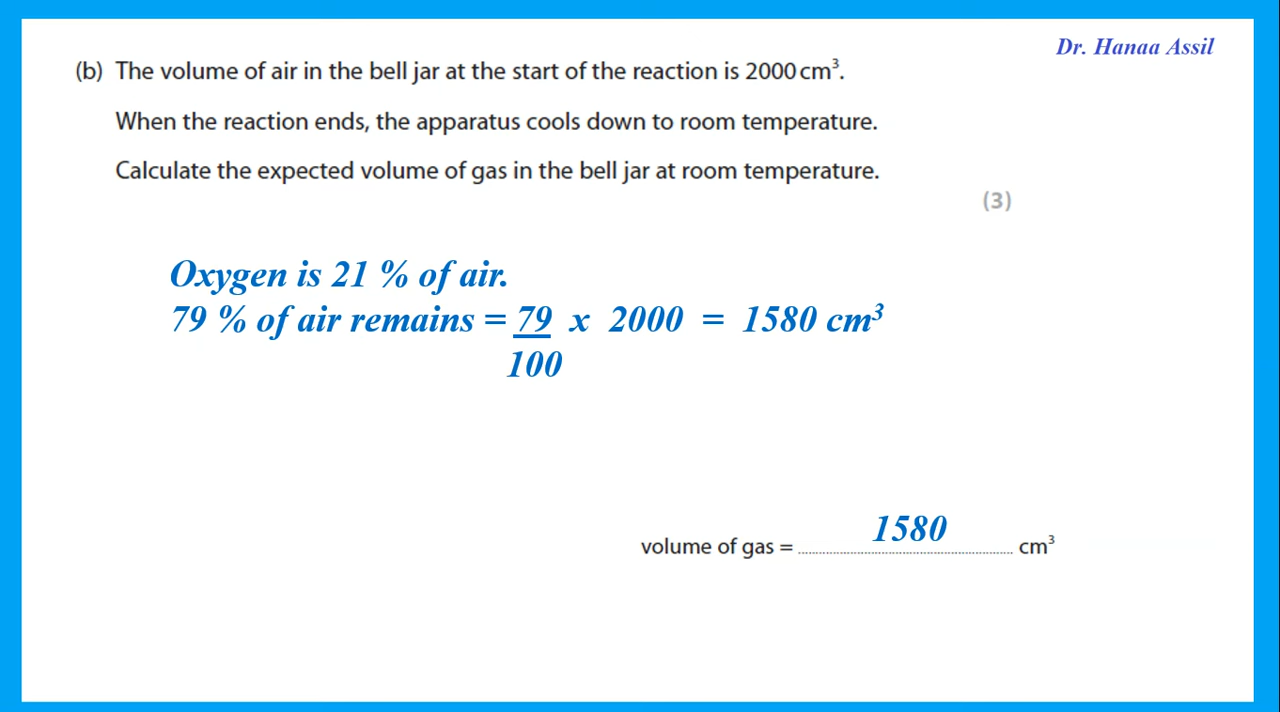 Dr. Hanaa Assil
(b) The volume of air in the bell jar at the start of the reaction is 2000 cm³.
When the reaction ends, the apparatus cools down to room temperature.
Calculate the expected volume of gas in the bell jar at room temperature.
(3)
Oxygen is 21 % of air.
79 % of air remains = 79 x 2000 = 1580 cm³
100
1580
volume of gas = ........................................ cm³